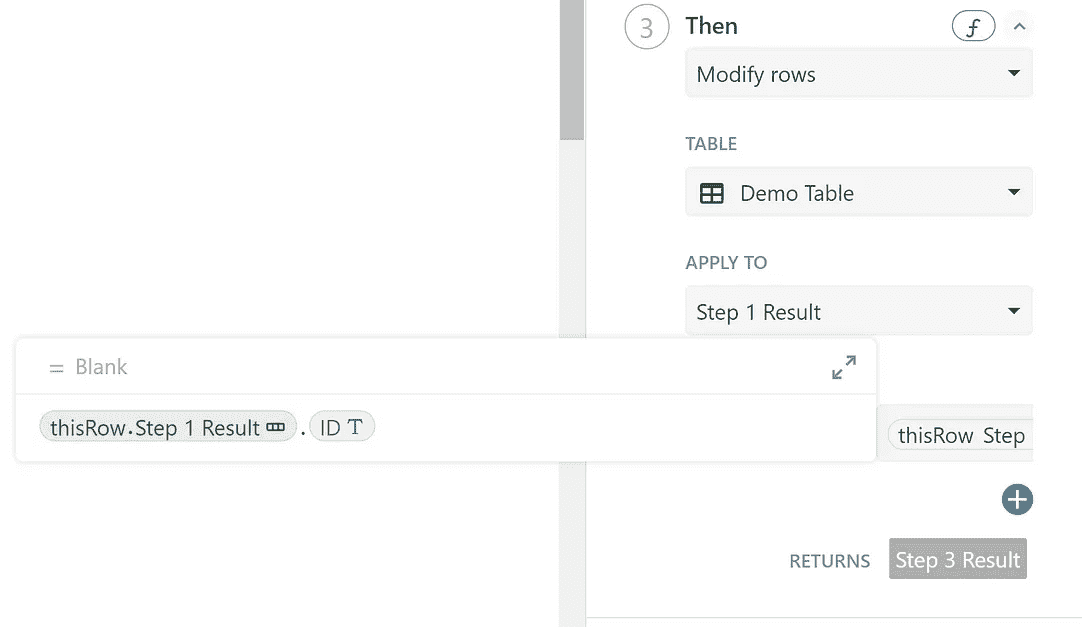 3 Then f
Modify rows
TABLE
Demo Table
APPLY TO
Step 1 Result
= Blank
thisRow.Step 1 Result . ID T
thisRow Step
RETURNS Step 3 Result